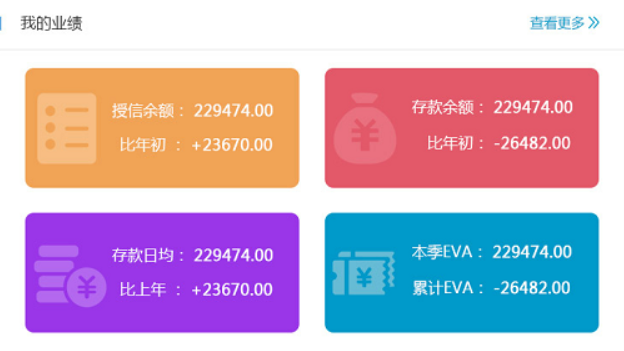 我的业绩
查看更多
授信余额： 229474.00
比年初 ： +23670.00
存款余额： 229474.00
比年初： -26482.00
存款日均： 229474.00
比上年 ： +23670.00
本季EVA： 229474.00
累计EVA： -26482.00